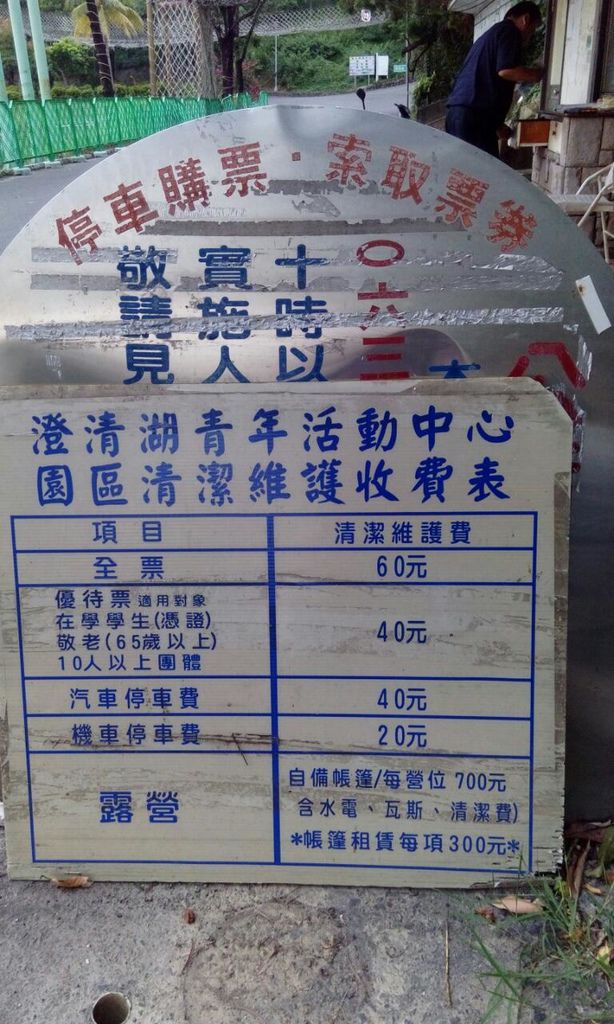 停車購票·索取票券
敬請見
實施人
十時以
〇六三
本
八
澄清湖青年活動中心
園區清潔維護收費表
項目 清潔維護費
全票 60元
優待票適用對象
在學學生(憑證)
敬老(65歲以上)
10人以上團體
40元
汽車停車費 40元
機車停車費 20元
露營
自備帳篷/每營位 700元
含水電、瓦斯、清潔費)
*帳篷租賃每項300元*